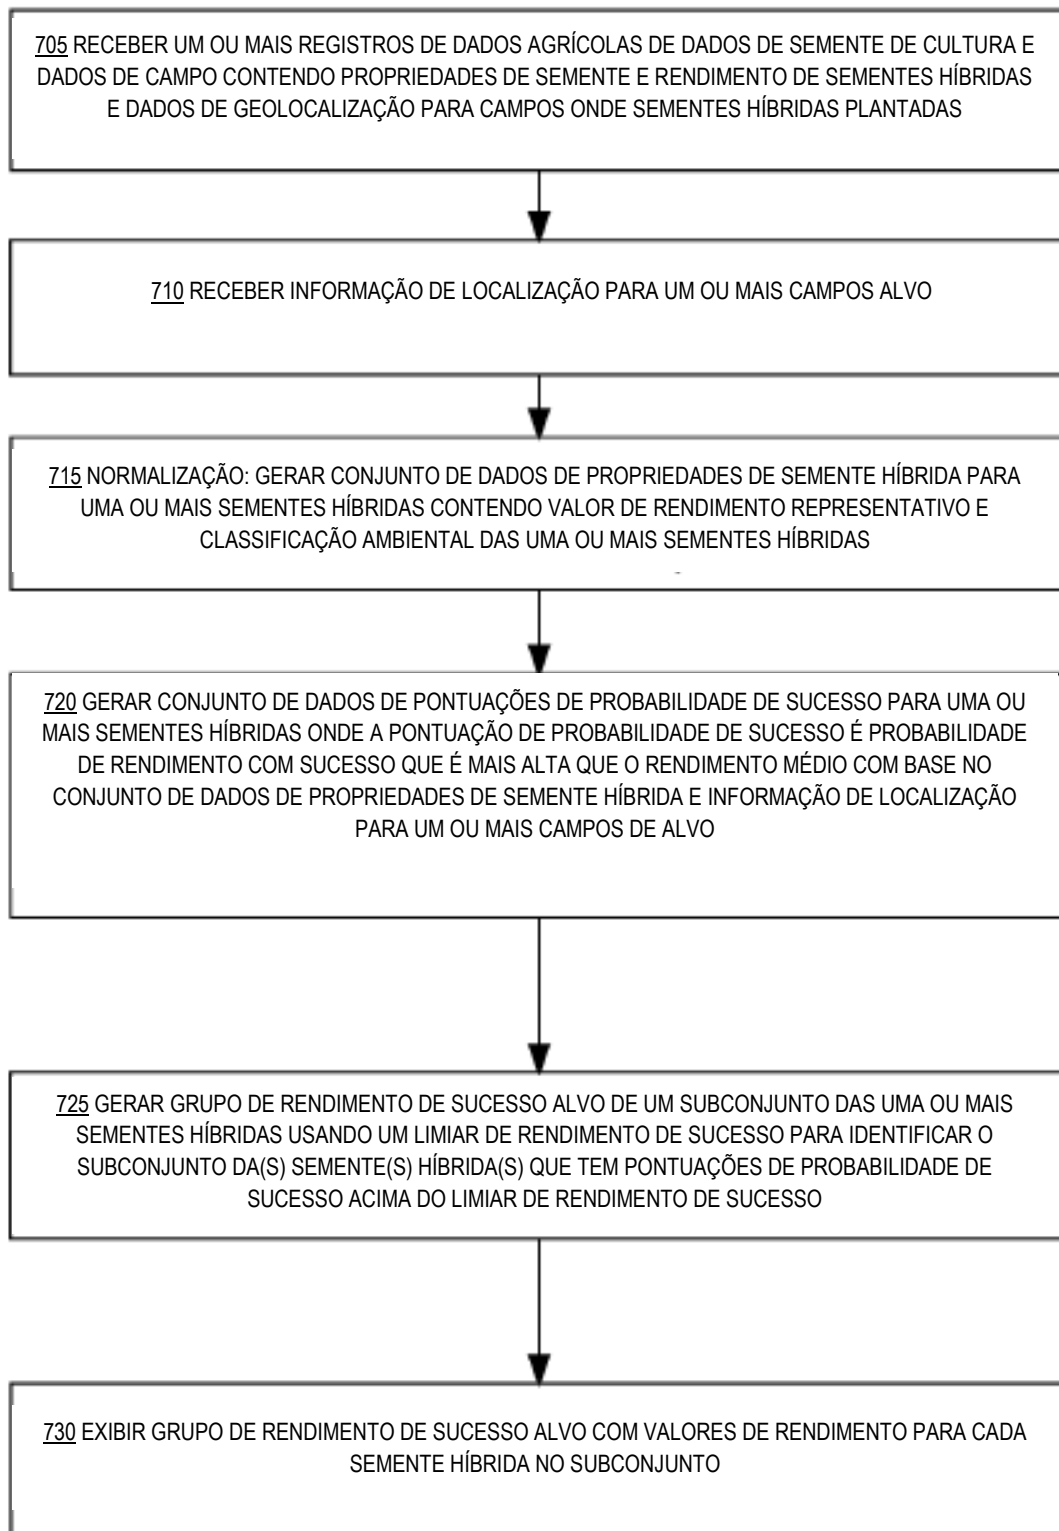 705 RECEBER UM OU MAIS REGISTROS DE DADOS AGRÍCOLAS DE DADOS DE SEMENTE DE CULTURA E
DADOS DE CAMPO CONTENDO PROPRIEDADES DE SEMENTE E RENDIMENTO DE SEMENTES HÍBRIDAS
E DADOS DE GEOLOCALIZAÇÃO PARA CAMPOS ONDE SEMENTES HÍBRIDAS PLANTADAS
710 RECEBER INFORMAÇÃO DE LOCALIZAÇÃO PARA UM OU MAIS CAMPOS ALVO
715 NORMALIZAÇÃO: GERAR CONJUNTO DE DADOS DE PROPRIEDADES DE SEMENTE HÍBRIDA PARA
UMA OU MAIS SEMENTES HÍBRIDAS CONTENDO VALOR DE RENDIMENTO REPRESENTATIVO E
CLASSIFICAÇÃO AMBIENTAL DAS UMA OU MAIS SEMENTES HÍBRIDAS
720 GERAR CONJUNTO DE DADOS DE PONTUAÇÕES DE PROBABILIDADE DE SUCESSO PARA UMA OU
MAIS SEMENTES HÍBRIDAS ONDE A PONTUAÇÃO DE PROBABILIDADE DE SUCESSO É PROBABILIDADE
DE RENDIMENTO COM SUCESSO QUE É MAIS ALTA QUE O RENDIMENTO MÉDIO COM BASE NO
CONJUNTO DE DADOS DE PROPRIEDADES DE SEMENTE HÍBRIDA E INFORMAÇÃO DE LOCALIZAÇÃO
PARA UM OU MAIS CAMPOS DE ALVO
725 GERAR GRUPO DE RENDIMENTO DE SUCESSO ALVO DE UM SUBCONJUNTO DAS UMA OU MAIS
SEMENTES HÍBRIDAS USANDO UM LIMIAR DE RENDIMENTO DE SUCESSO PARA IDENTIFICAR O
SUBCONJUNTO DA(S) SEMENTE(S) HÍBRIDA(S) QUE TEM PONTUAÇÕES DE PROBABILIDADE DE
SUCESSO ACIMA DO LIMIAR DE RENDIMENTO DE SUCESSO
730 EXIBIR GRUPO DE RENDIMENTO DE SUCESSO ALVO COM VALORES DE RENDIMENTO PARA CADA
SEMENTE HÍBRIDA NO SUBCONJUNTO